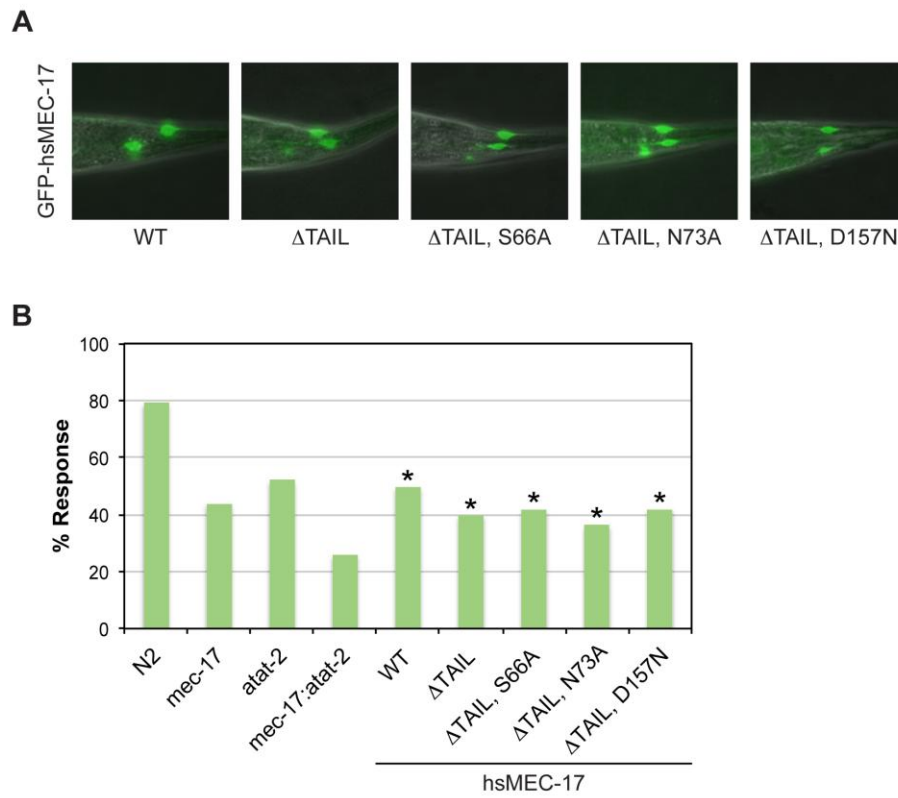 A
GFP-hsMEC-17
WT
ΔTAIL
ΔTAIL, S66A
ΔTAIL, N73A
ΔTAIL, D157N
B
% Response
100
80
60
40
20
0
* * * * *
N2
mec-17
atat-2
mec-17:atat-2
WT
ΔTAIL
ΔTAIL, S66A
ΔTAIL, N73A
ΔTAIL, D157N
hsMEC-17